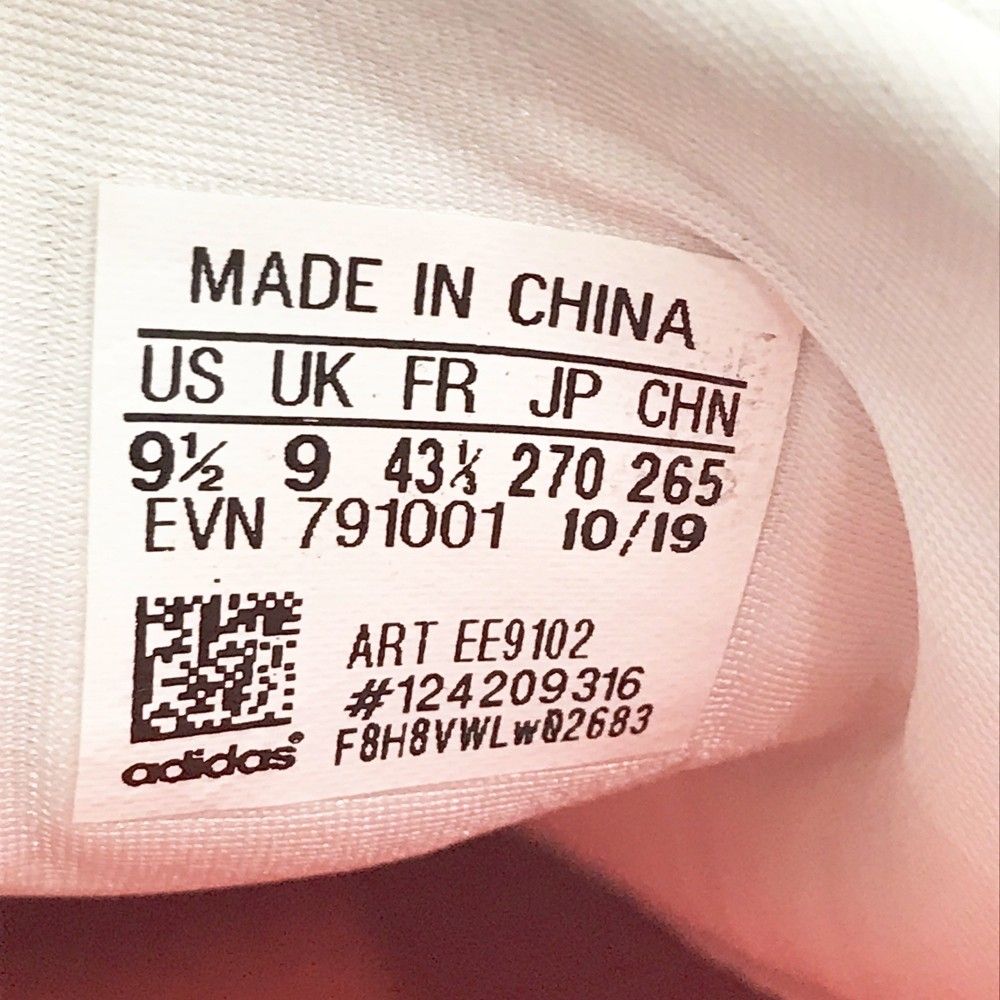 MADE IN CHINA
US UK FR JP CHN
9½ 9 43⅓ 270 265
EVN 791001 10/19
ART EE9102
#124209316
F8H8VWLwQ2683
adidas®